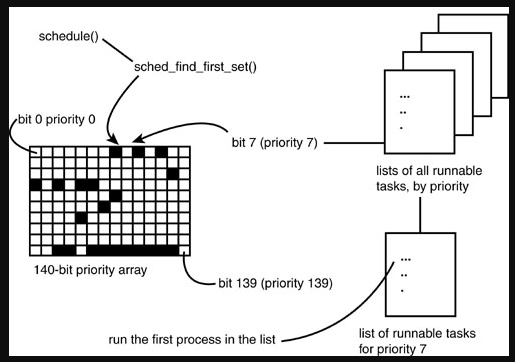 schedule()
sched_find_first_set()
bit 0 priority 0
bit 7 (priority 7)
...
..
.
lists of all runnable
tasks, by priority
140-bit priority array
bit 139 (priority 139)
...
..
.
run the first process in the list
list of runnable tasks
for priority 7